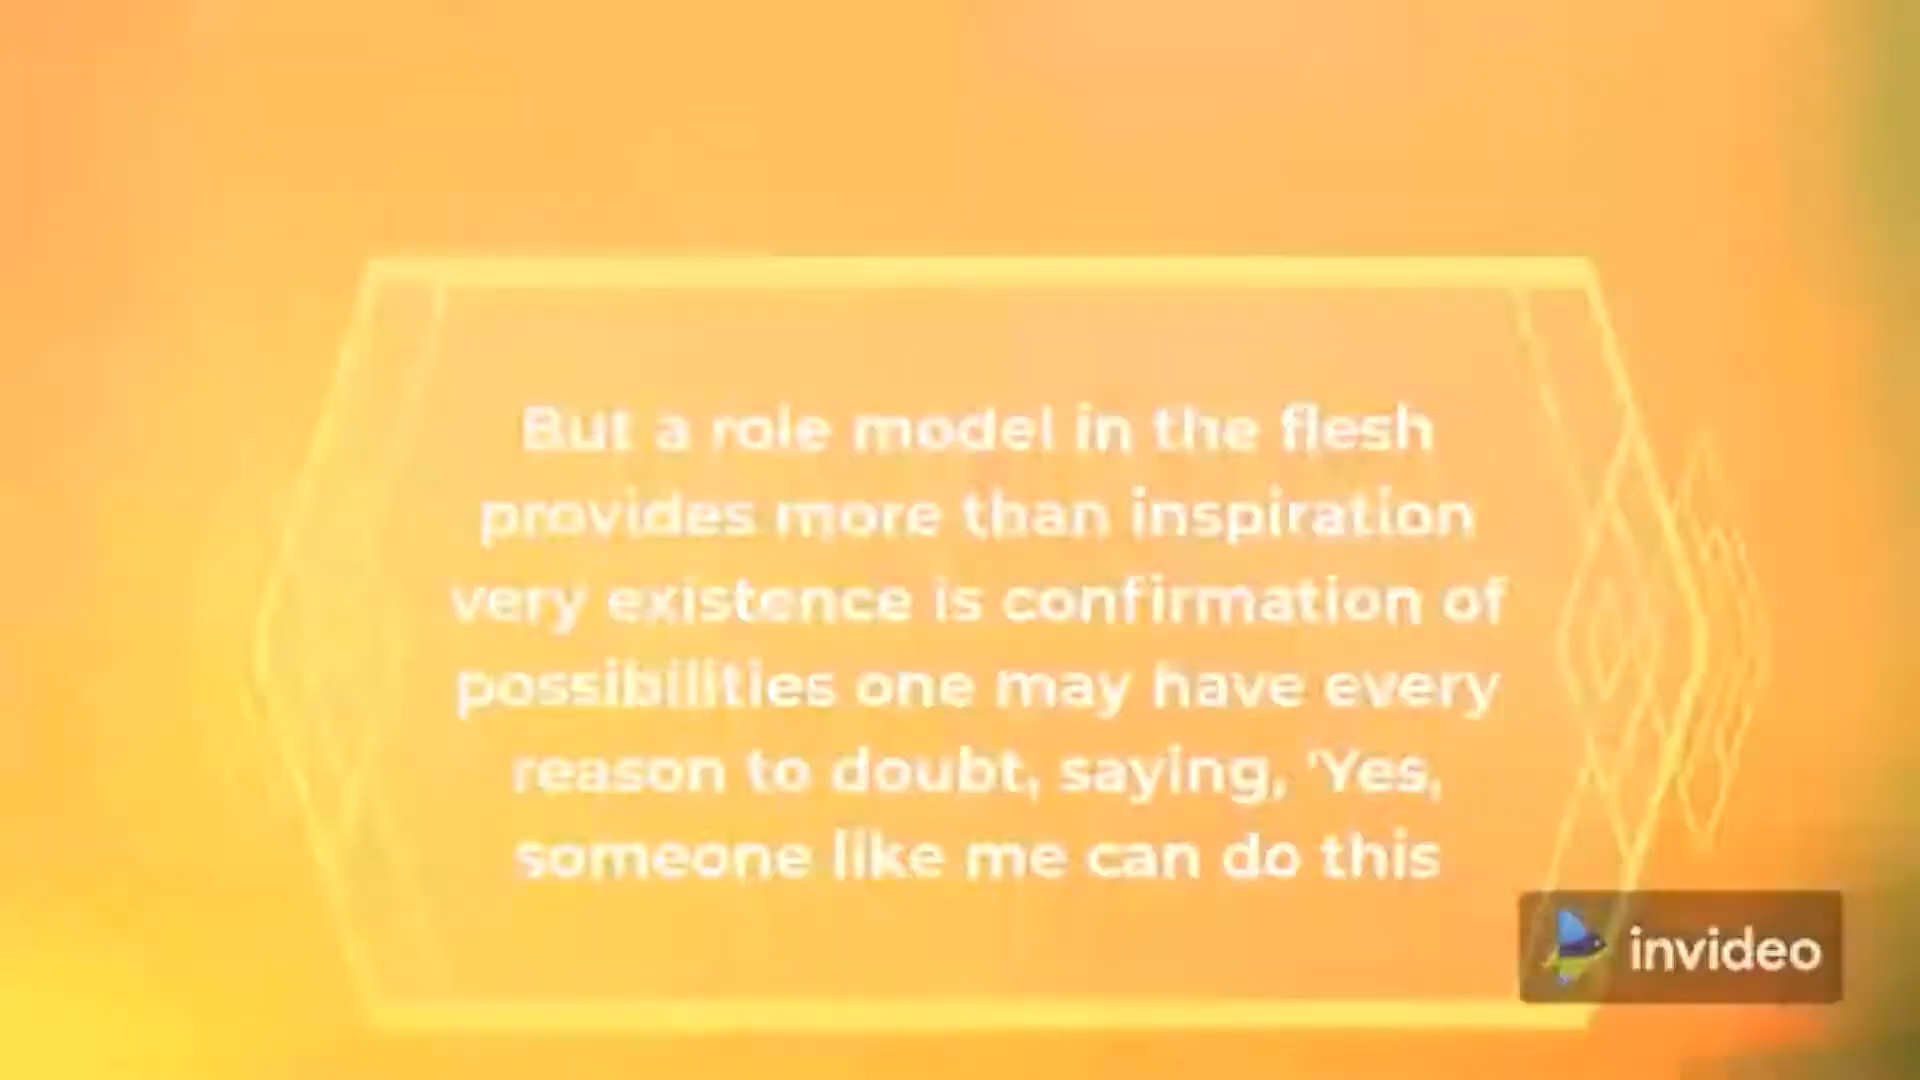 But a role model in the flesh
provides more than inspiration
very existence is confirmation of
possibilities one may have every
reason to doubt, saying, 'Yes,
someone like me can do this
invideo